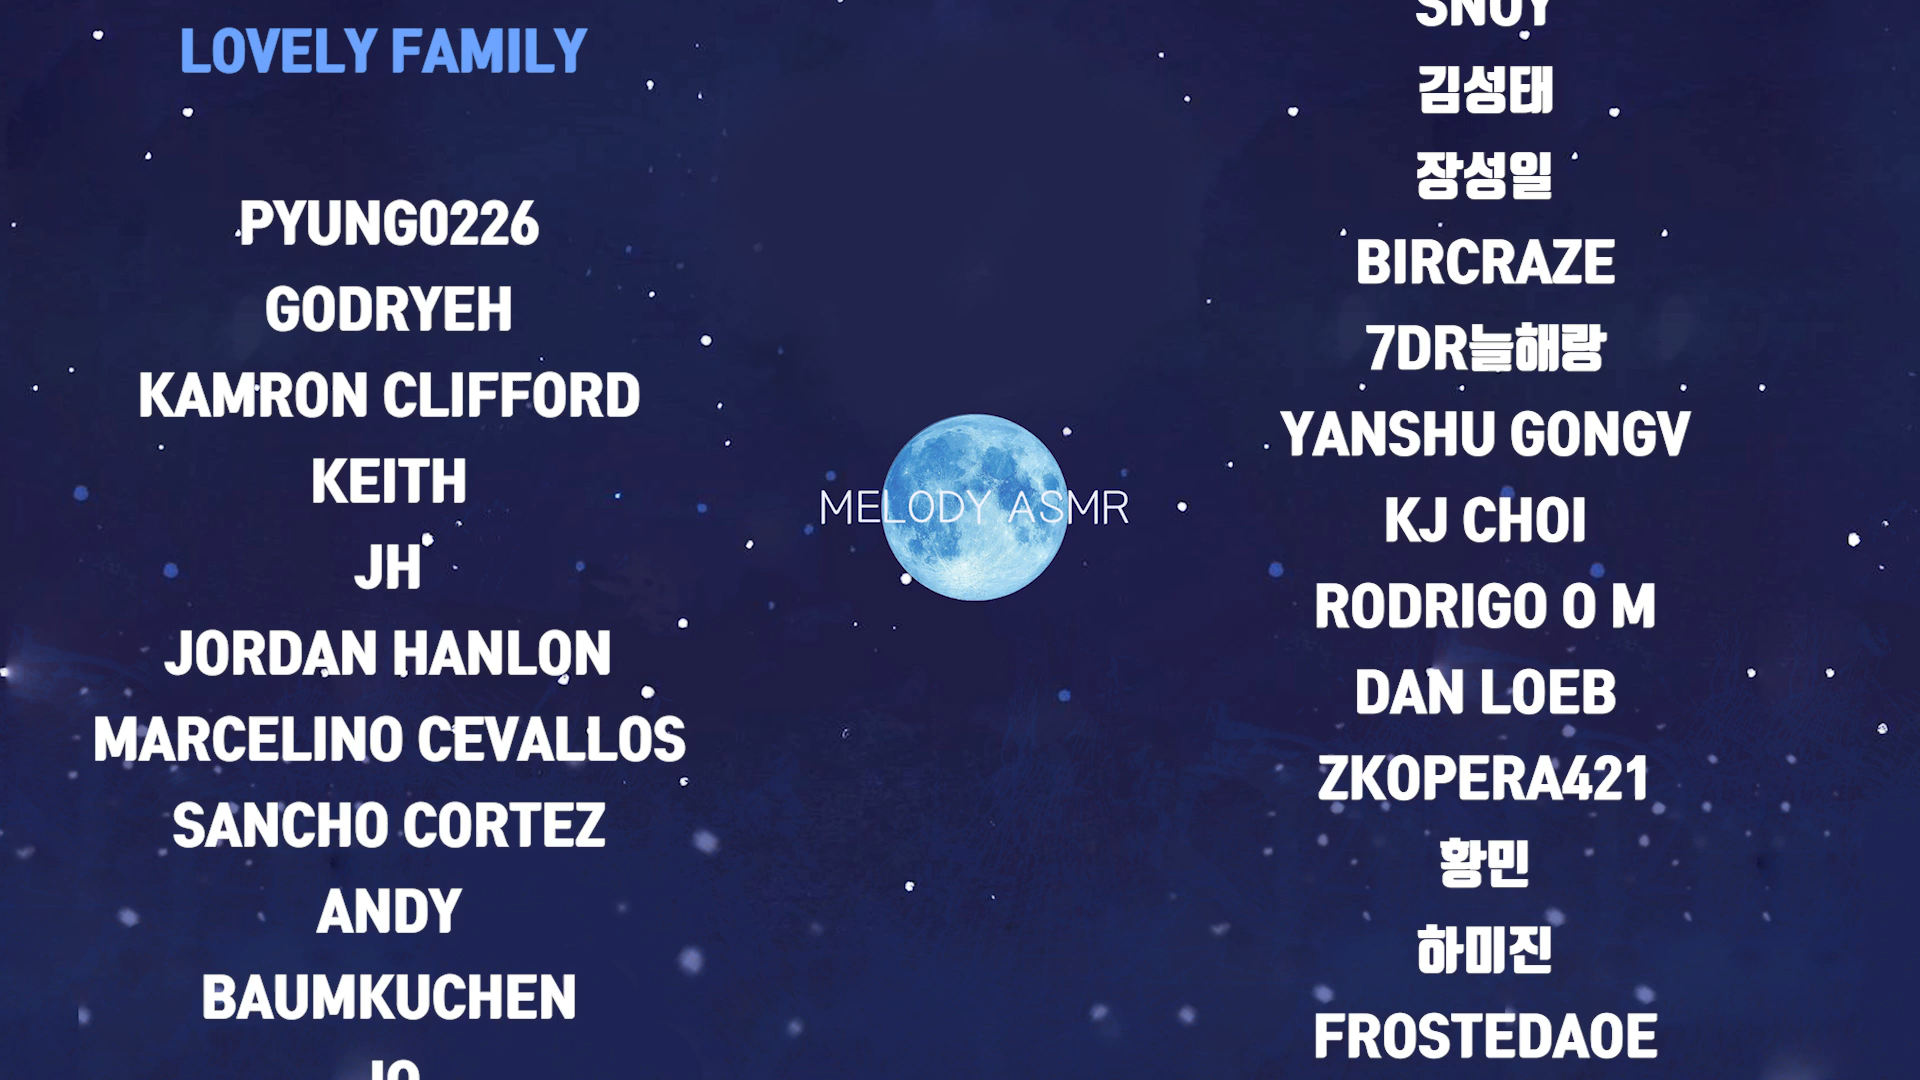 LOVELY FAMILY
PYUNG0226
GODRYEH
KAMRON CLIFFORD
KEITH
JH
JORDAN HANLON
MARCELINO CEVALLOS
SANCHO CORTEZ
ANDY
BAUMKUCHEN
MELODY ASMR
김성태
장성일
BIRCRAZE
7DR늘해랑
YANSHU GONGV
KJ CHOI
RODRIGO O M
DAN LOEB
ZKOPERA421
황민
하미진
FROSTEDAOE